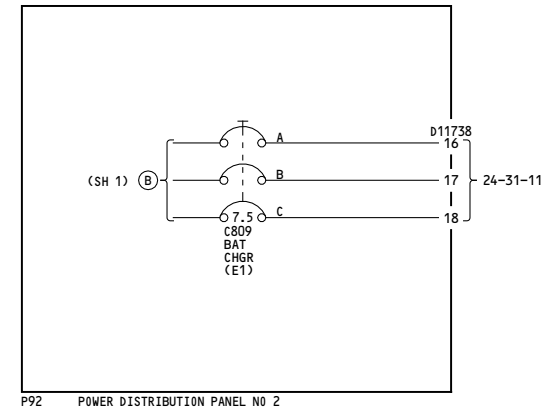 D11738
A 16
(SH 1) B B 17 24-31-11
7.5 C 18
C809
BAT
CHGR
(E1)
P92 POWER DISTRIBUTION PANEL NO 2